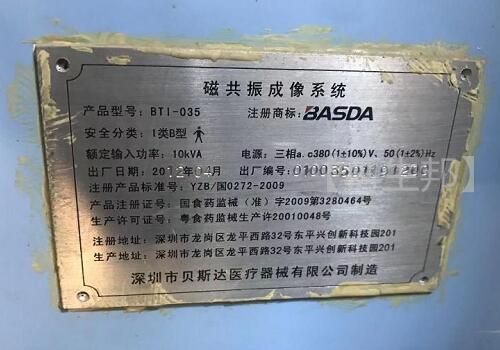 磁共振成像系统
产品型号: BTI-035 注册商标: BASDA
安全分类: I类B型
额定输入功率: 10kVA 电源: 三相a.c380(1±10%)V、50(1±2%)Hz
出厂日期: 2012年04月 出厂编号:
注册产品标准号: YZB/国0272-2009
产品注册证号: 国食药监械(准)字2009第3280464号
生产许可证号: 粤食药监械生产许20010048号
注册地址: 深圳市龙岗区龙平西路32号东平兴创新科技园201
生产地址: 深圳市龙岗区龙平西路32号东平兴创新科技园201
深圳市贝斯达医疗器械有限公司制造